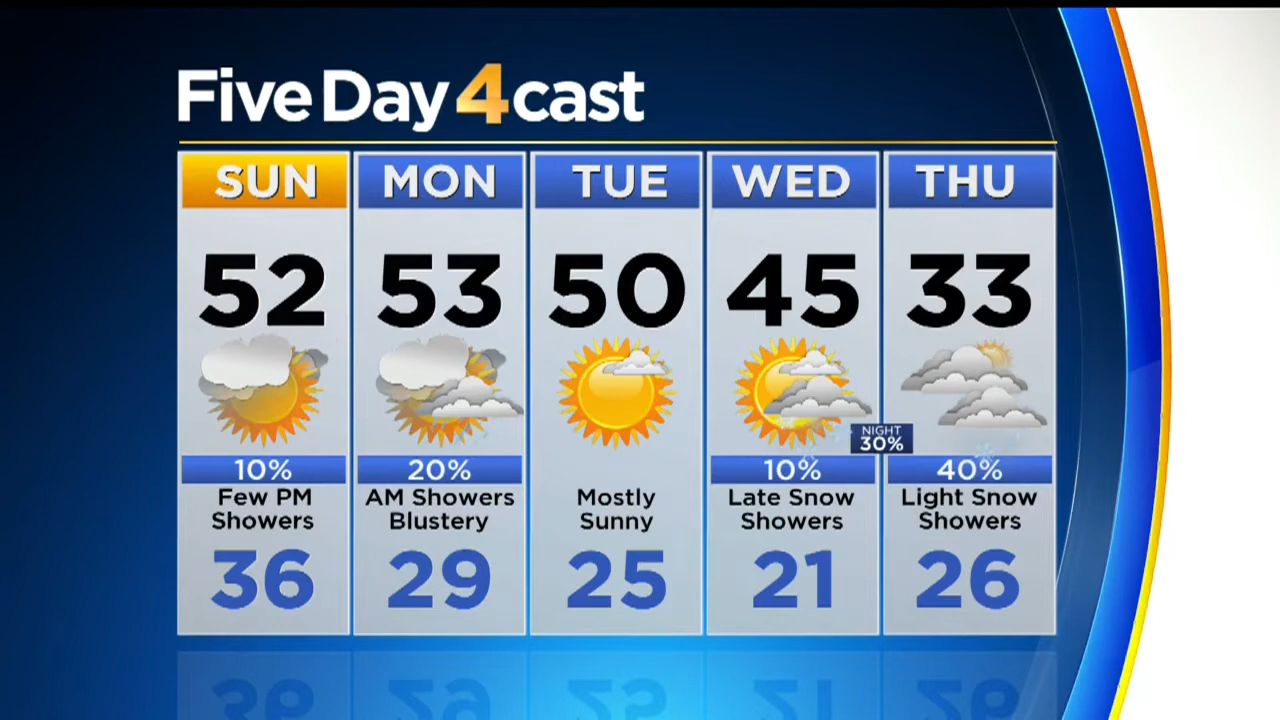 Five Day 4cast
SUN MON TUE WED THU
52 53 50 45 33
NIGHT
30%
10% 20% 10% 40%
Few PM AM Showers Mostly Late Snow Light Snow
Showers Blustery Sunny Showers Showers
36 29 25 21 26